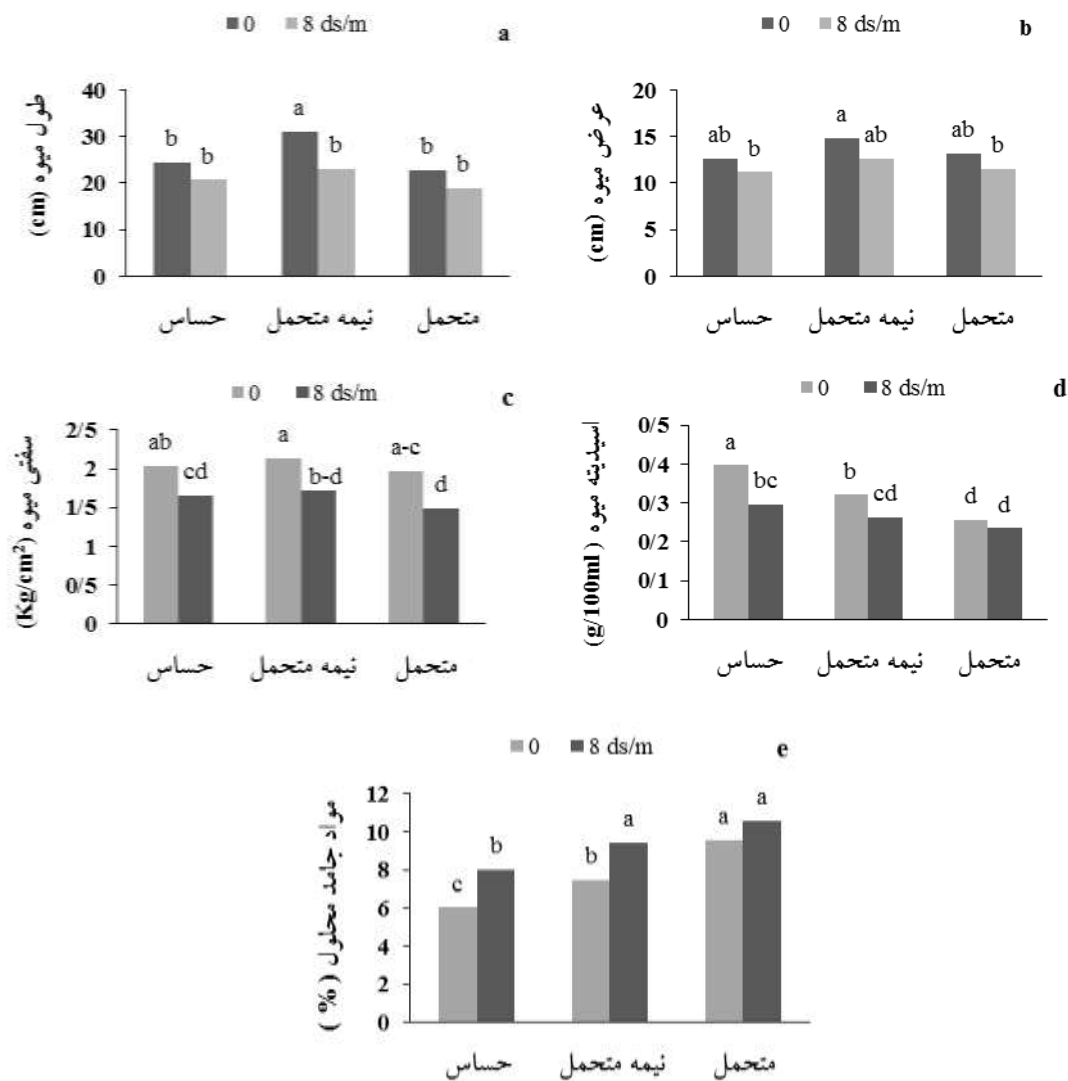 0 8 ds/m a
طول میوه (cm)
40
30
20
10
0
b b a b b b
حساس نیمه متحمل متحمل
0 8 ds/m b
عرض میوه (cm)
20
15
10
5
0
ab b a ab ab b
حساس نیمه متحمل متحمل
0 8 ds/m c
سفتی میوه (Kg/cm²)
2/5
2
1/5
1
0/5
0
ab cd a b-d a-c d
حساس نیمه متحمل متحمل
0 8 ds/m d
اسیدیته میوه (g/100ml)
0/5
0/4
0/3
0/2
0/1
0
a bc b cd d d
حساس نیمه متحمل متحمل
0 8 ds/m e
مواد جامد محلول (%)
12
10
8
6
4
2
0
c b b a a a
حساس نیمه متحمل متحمل